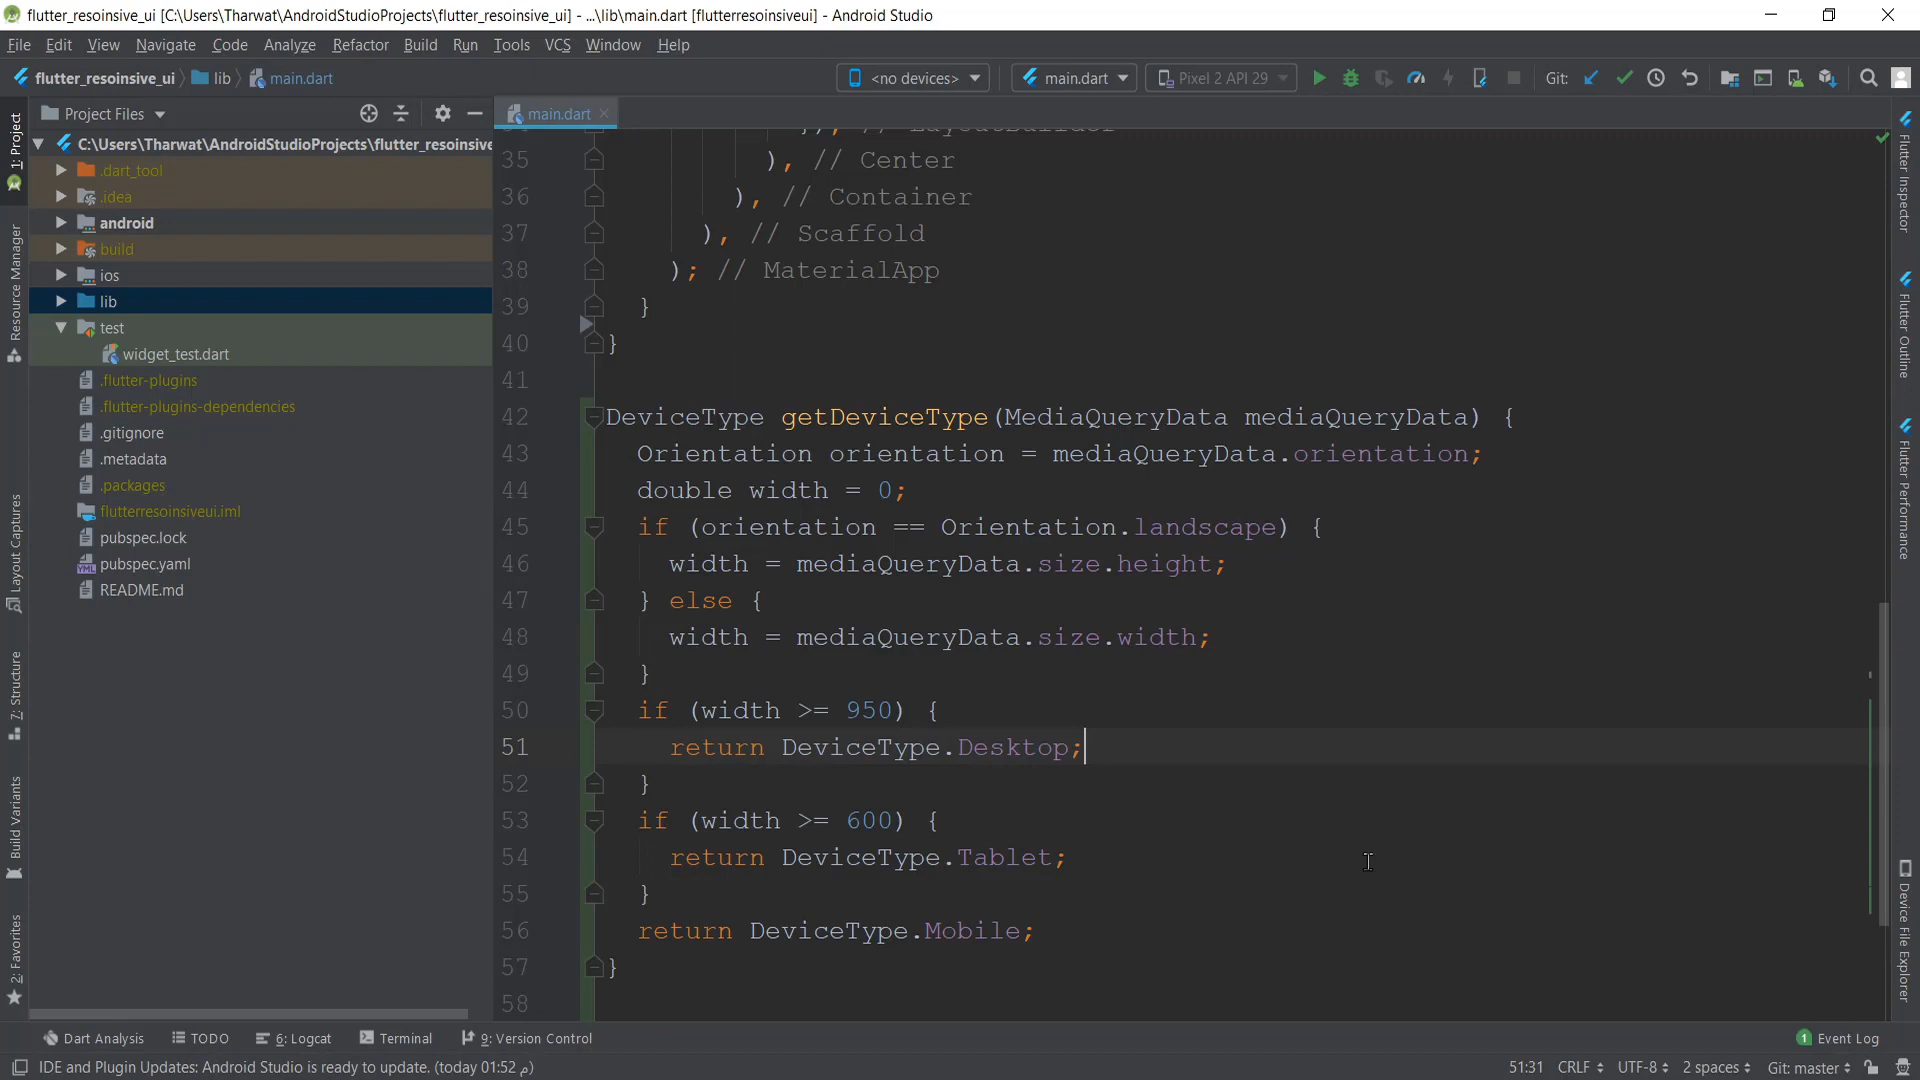 flutter_resoinsive_ui [C:\Users\Tharwat\AndroidStudioProjects\flutter_resoinsive_ui] - ...\lib\main.dart [flutterresoinsiveui] - Android Studio
File Edit View Navigate Code Analyze Refactor Build Run Tools VCS Window Help
flutter_resoinsive_ui lib main.dart <no devices> main.dart Pixel 2 API 29 Git:
Project Files
main.dart
C:\Users\Tharwat\AndroidStudioProjects\flutter_resoinsive
.dart_tool
.idea
android
build
ios
lib
test
widget_test.dart
.flutter-plugins
.flutter-plugins-dependencies
.gitignore
.metadata
.packages
flutterresoinsiveui.iml
pubspec.lock
pubspec.yaml
README.md
1: Project
Resource Manager
Layout Captures
7: Structure
Build Variants
2: Favorites
34 }), // LayoutBuilder
35 ), // Center
36 ), // Container
37 ), // Scaffold
38 ); // MaterialApp
39 }
40 }
41
42 DeviceType getDeviceType(MediaQueryData mediaQueryData) {
43 Orientation orientation = mediaQueryData.orientation;
44 double width = 0;
45 if (orientation == Orientation.landscape) {
46 width = mediaQueryData.size.height;
47 } else {
48 width = mediaQueryData.size.width;
49 }
50 if (width >= 950) {
51 return DeviceType.Desktop;
52 }
53 if (width >= 600) {
54 return DeviceType.Tablet;
55 }
56 return DeviceType.Mobile;
57 }
58
Flutter Inspector
Flutter Outline
Flutter Performance
Device File Explorer
Dart Analysis TODO 6: Logcat Terminal 9: Version Control 1 Event Log
IDE and Plugin Updates: Android Studio is ready to update. (today 01:52 م) 51:31 CRLF UTF-8 2 spaces Git: master